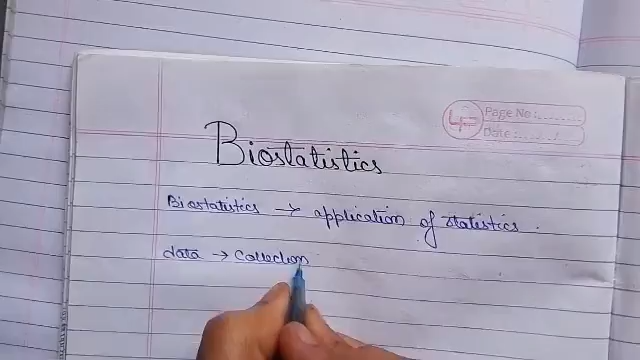 Page No :
Date :
Biostatistics
Biostatistics → application of statistics.
data → Collection